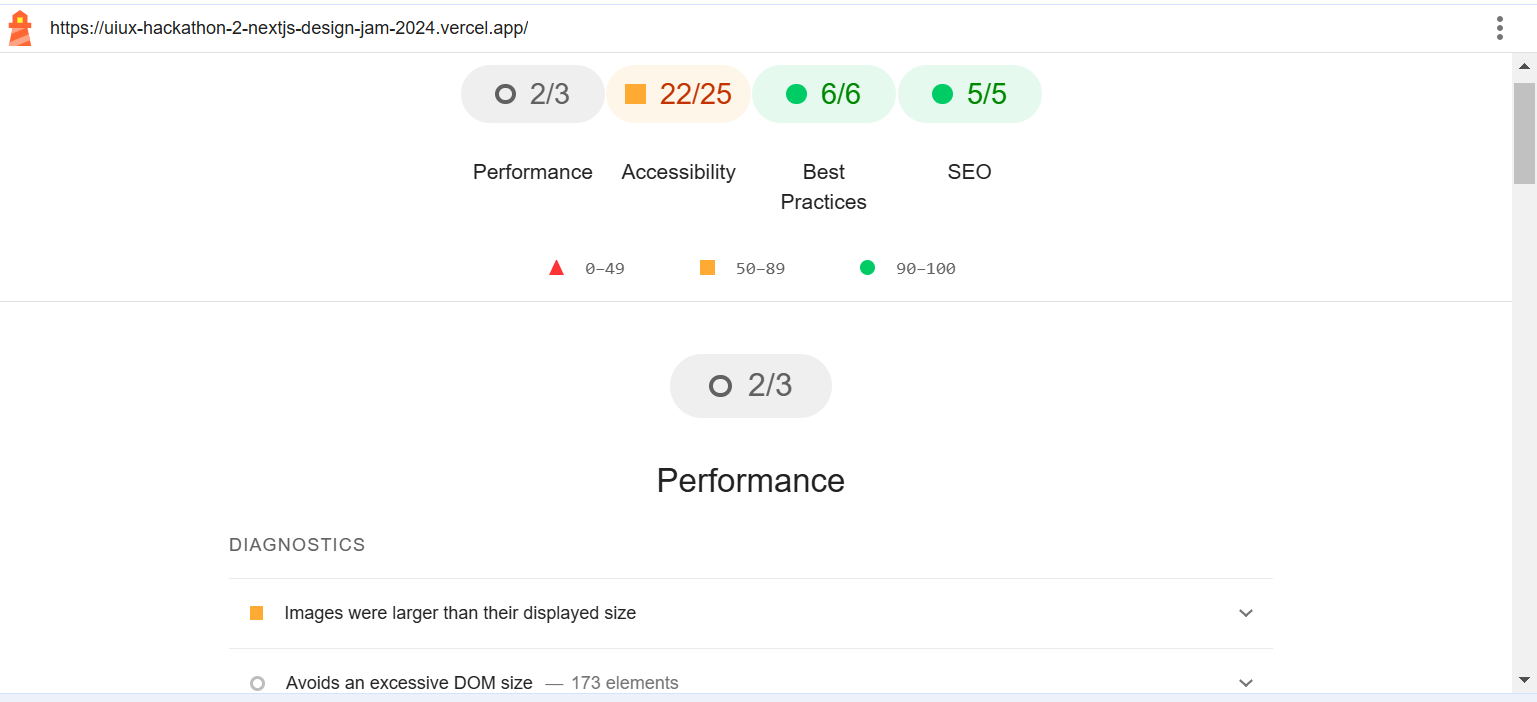 https://uiux-hackathon-2-nextjs-design-jam-2024.vercel.app/
2/3 22/25 6/6 5/5
Performance Accessibility Best Practices SEO
0–49 50–89 90–100
2/3
Performance
DIAGNOSTICS
Images were larger than their displayed size
Avoids an excessive DOM size — 173 elements